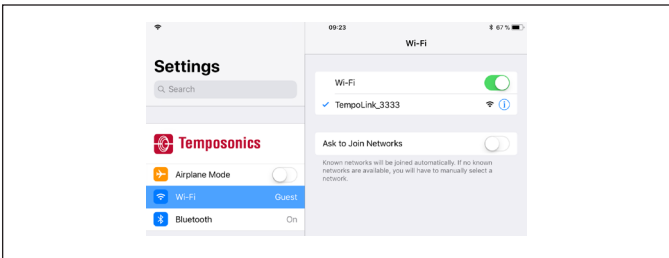 09:23
67 %
Wi-Fi
Settings
Search
Temposonics
Airplane Mode
Wi-Fi Guest
Bluetooth On
Wi-Fi
TempoLink_3333
Ask to Join Networks
Known networks will be joined automatically. If no known
networks are available, you will have to manually select a
network.